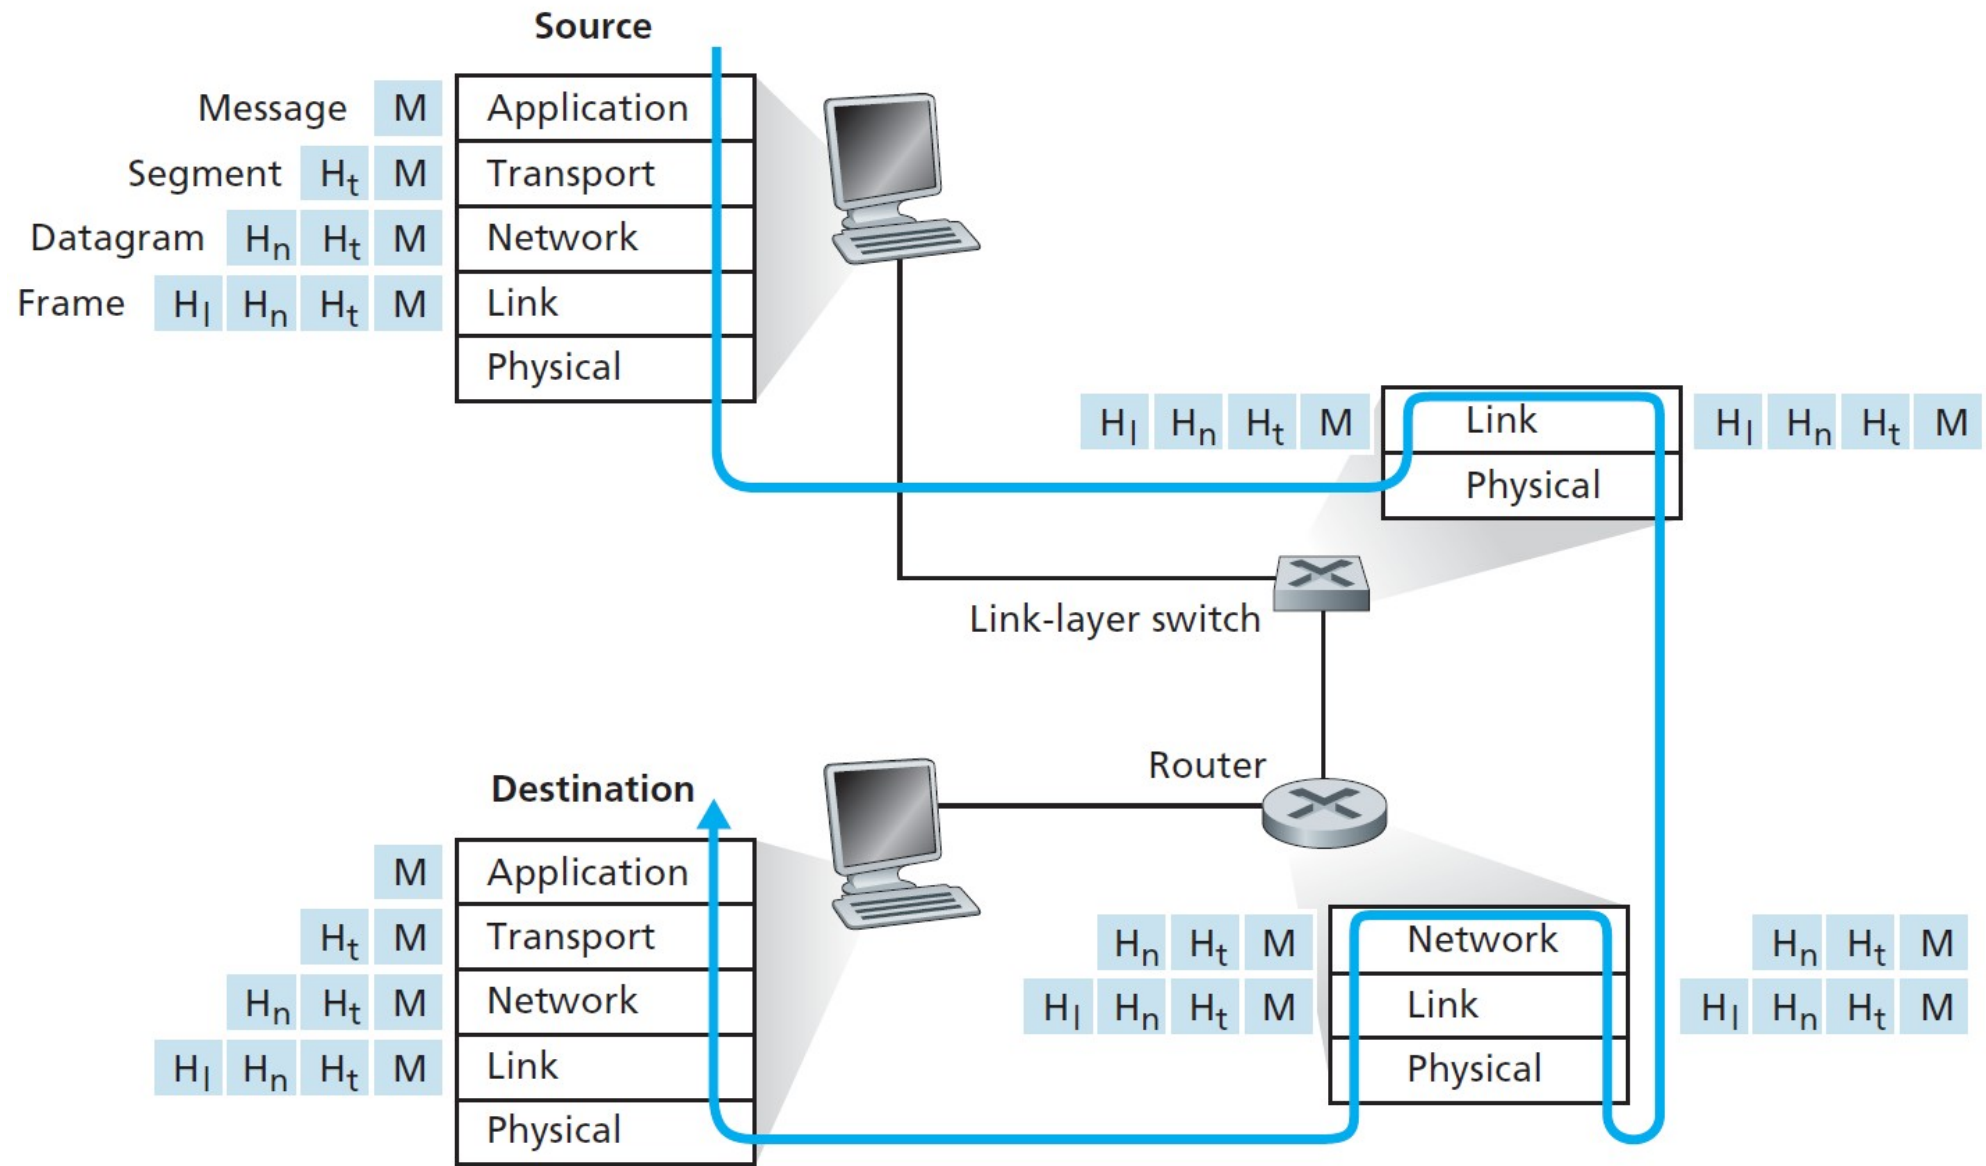 Source
Message M Application
Segment Ht M Transport
Datagram Hn Ht M Network
Frame Hl Hn Ht M Link
Physical
Hl Hn Ht M Link Hl Hn Ht M
Physical
Link-layer switch
Router
Destination
M Application
Ht M Transport
Hn Ht M Network
Hl Hn Ht M Link
Physical
Hn Ht M Network Hn Ht M
Hl Hn Ht M Link Hl Hn Ht M
Physical